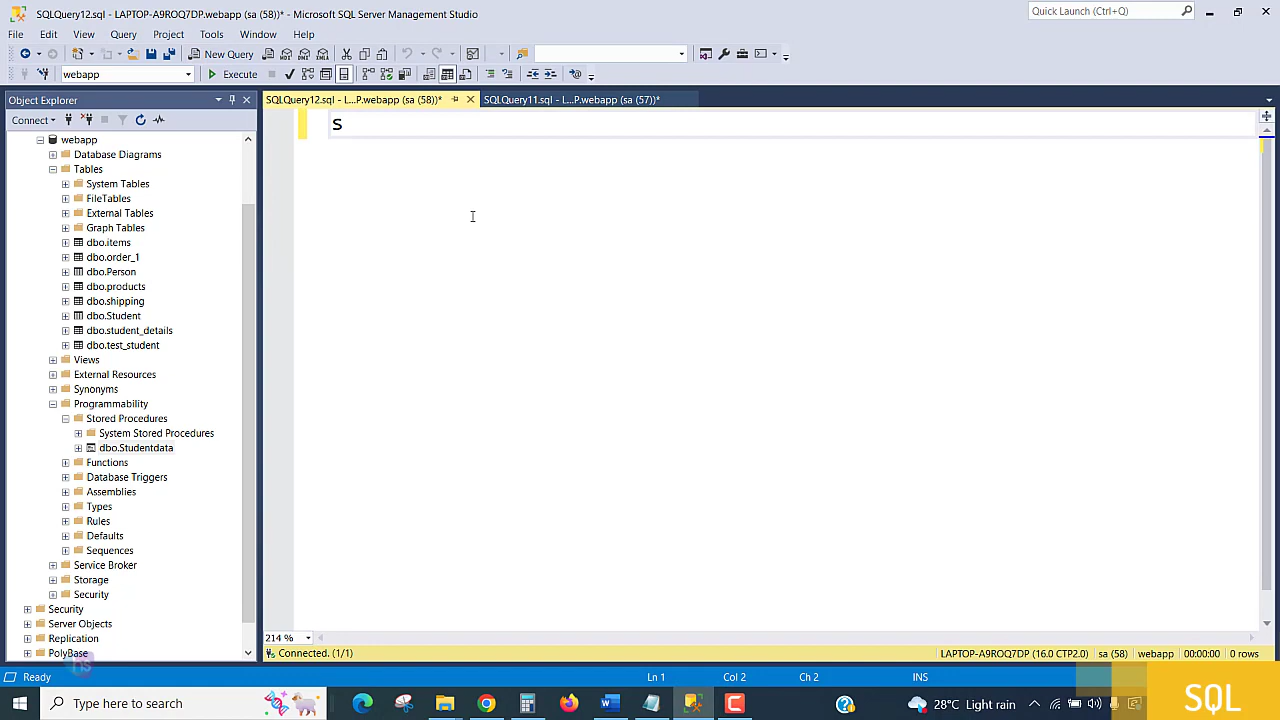 SQLQuery12.sql - LAPTOP-A9ROQ7DP.webapp (sa (58))* - Microsoft SQL Server Management Studio
Quick Launch (Ctrl+Q)
File Edit View Query Project Tools Window Help
New Query
MDX DMX XMLA DAX
webapp
Execute
Object Explorer
SQLQuery12.sql - L...P.webapp (sa (58))*
SQLQuery11.sql - L...P.webapp (sa (57))*
Connect
s
webapp
Database Diagrams
Tables
System Tables
FileTables
External Tables
Graph Tables
dbo.items
dbo.order_1
dbo.Person
dbo.products
dbo.shipping
dbo.Student
dbo.student_details
dbo.test_student
Views
External Resources
Synonyms
Programmability
Stored Procedures
System Stored Procedures
dbo.Studentdata
Functions
Database Triggers
Assemblies
Types
Rules
Defaults
Sequences
Service Broker
Storage
Security
Security
Server Objects
Replication
PolyBase
214 %
Connected. (1/1)
LAPTOP-A9ROQ7DP (16.0 CTP2.0) sa (58) webapp 00:00:00 0 rows
Ready
Ln 1 Col 2 Ch 2 INS
Type here to search
28°C Light rain
SQL